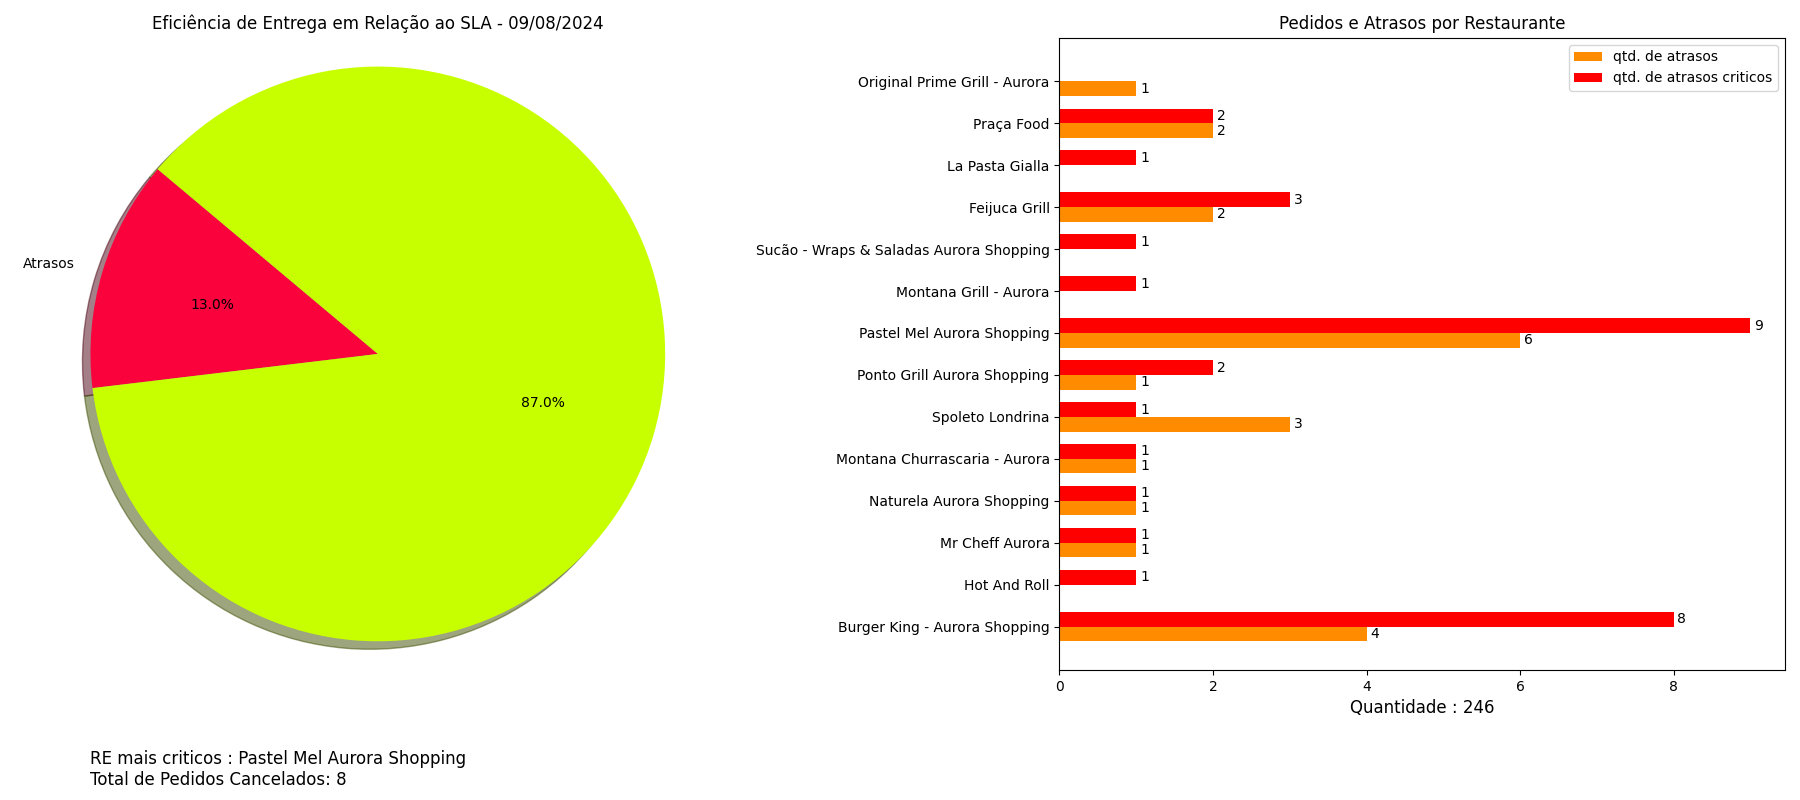 Eficiência de Entrega em Relação ao SLA - 09/08/2024
Atrasos
13.0%
87.0%
RE mais criticos : Pastel Mel Aurora Shopping
Total de Pedidos Cancelados: 8
Pedidos e Atrasos por Restaurante
qtd. de atrasos
qtd. de atrasos criticos
Original Prime Grill - Aurora
1
Praça Food
2
2
La Pasta Gialla
1
Feijuca Grill
3
2
Sucão - Wraps & Saladas Aurora Shopping
1
Montana Grill - Aurora
1
Pastel Mel Aurora Shopping
9
6
Ponto Grill Aurora Shopping
2
1
Spoleto Londrina
1
3
Montana Churrascaria - Aurora
1
1
Naturela Aurora Shopping
1
1
Mr Cheff Aurora
1
1
Hot And Roll
1
Burger King - Aurora Shopping
8
4
0 2 4 6 8
Quantidade : 246